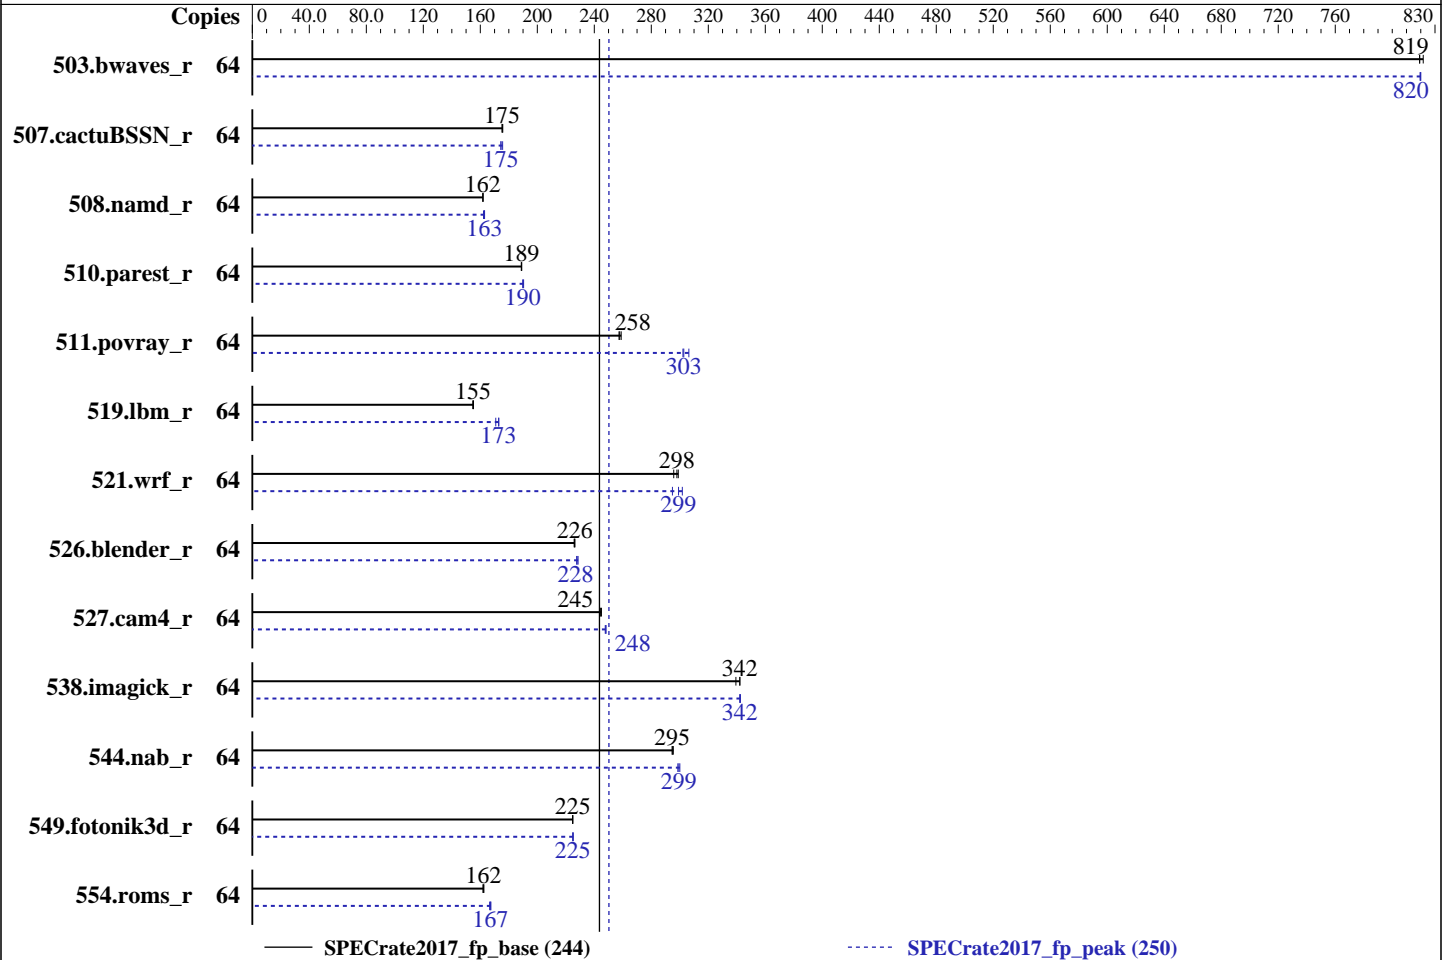 Copies 0 40.0 80.0 120 160 200 240 280 320 360 400 440 480 520 560 600 640 680 720 760 830
819
503.bwaves_r 64
820
175
507.cactuBSSN_r 64
175
162
508.namd_r 64
163
189
510.parest_r 64
190
258
511.povray_r 64
303
155
519.lbm_r 64
173
298
521.wrf_r 64
299
226
526.blender_r 64
228
245
527.cam4_r 64
248
342
538.imagick_r 64
342
295
544.nab_r 64
299
225
549.fotonik3d_r 64
225
162
554.roms_r 64
167
SPECrate2017_fp_base (244) SPECrate2017_fp_peak (250)